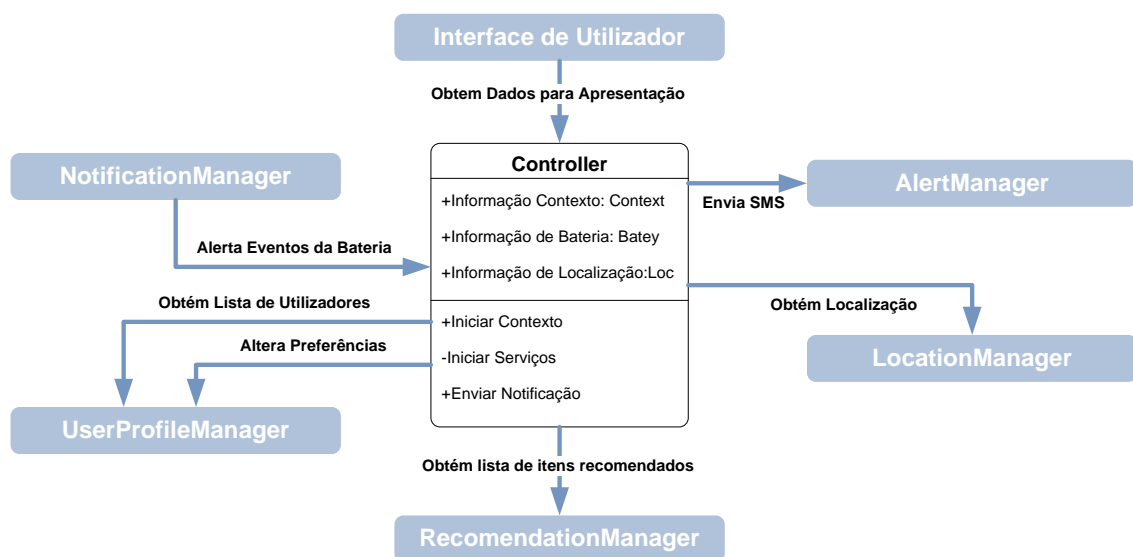 Interface de Utilizador
Obtem Dados para Apresentação
Controller
NotificationManager
AlertManager
+Informação Contexto: Context
Envia SMS
+Informação de Bateria: Batey
Alerta Eventos da Bateria
+Informação de Localização:Loc
Obtém Lista de Utilizadores
Obtém Localização
+Iniciar Contexto
Altera Preferências
-Iniciar Serviços
LocationManager
+Enviar Notificação
UserProfileManager
Obtém lista de itens recomendados
RecomendationManager